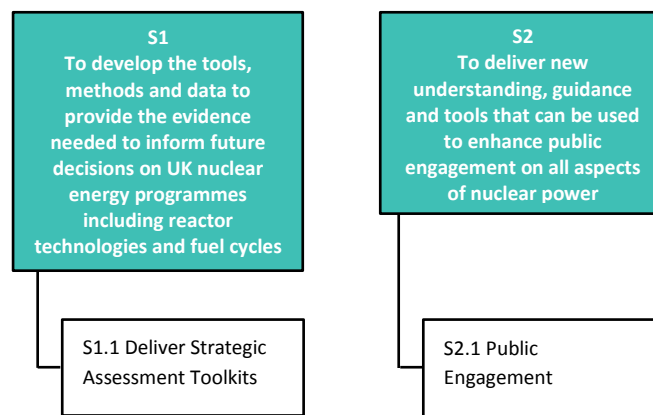 S1
To develop the tools,
methods and data to
provide the evidence
needed to inform future
decisions on UK nuclear
energy programmes
including reactor
technologies and fuel cycles
S2
To deliver new
understanding, guidance
and tools that can be used
to enhance public
engagement on all aspects
of nuclear power
S1.1 Deliver Strategic
Assessment Toolkits
S2.1 Public
Engagement